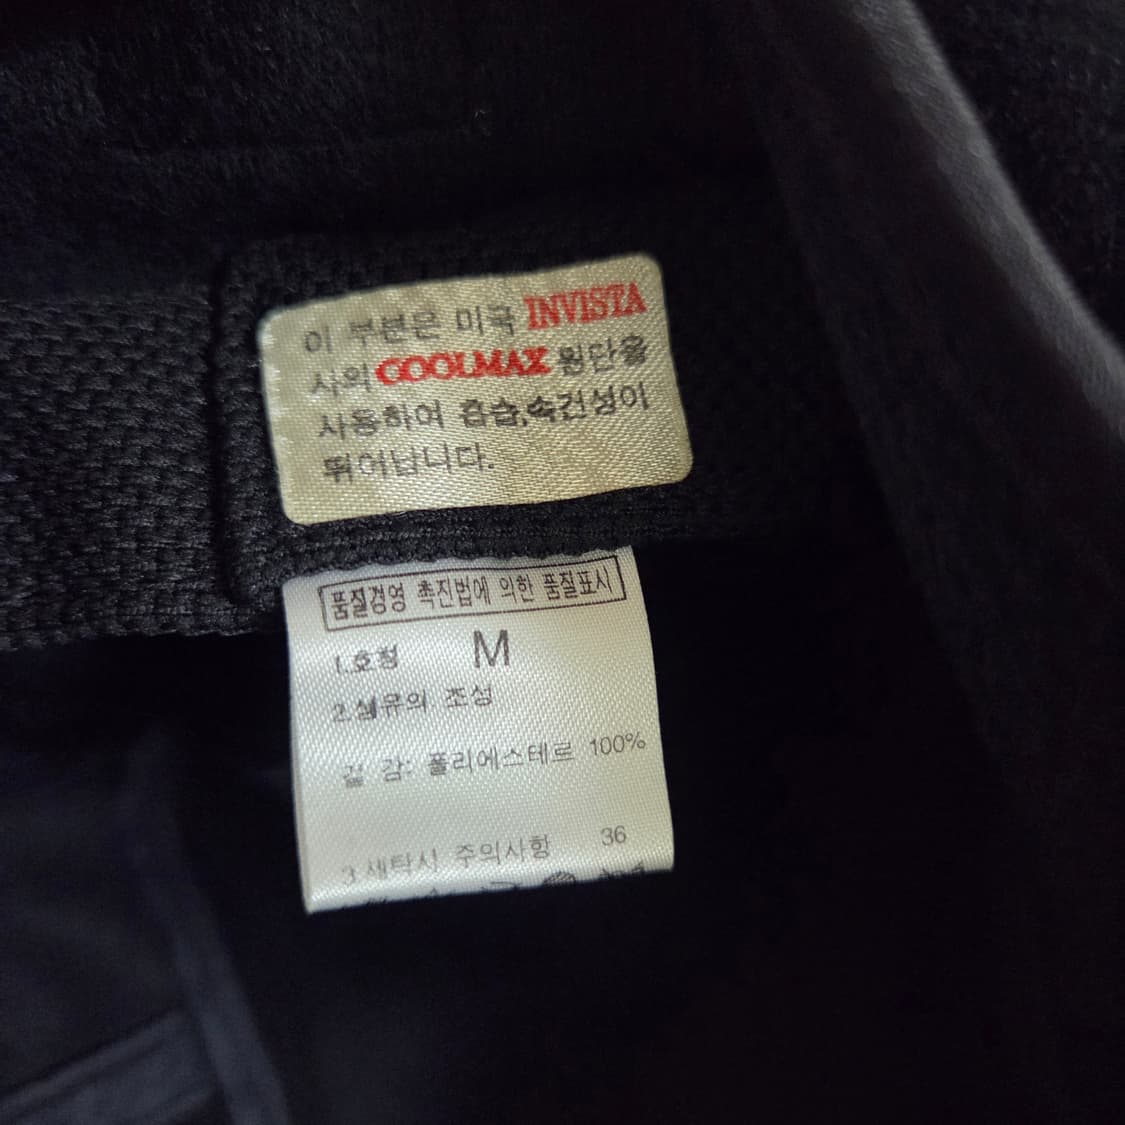 이 부분은 미국 INVISTA
사의 COOLMAX 원단을
사용하여 흡습,속건성이
뛰어납니다.
품질경영 촉진법에 의한 품질표시
1.호칭 M
2.섬유의 조성
겉 감: 폴리에스테르 100%
3.세탁시 주의사항 36